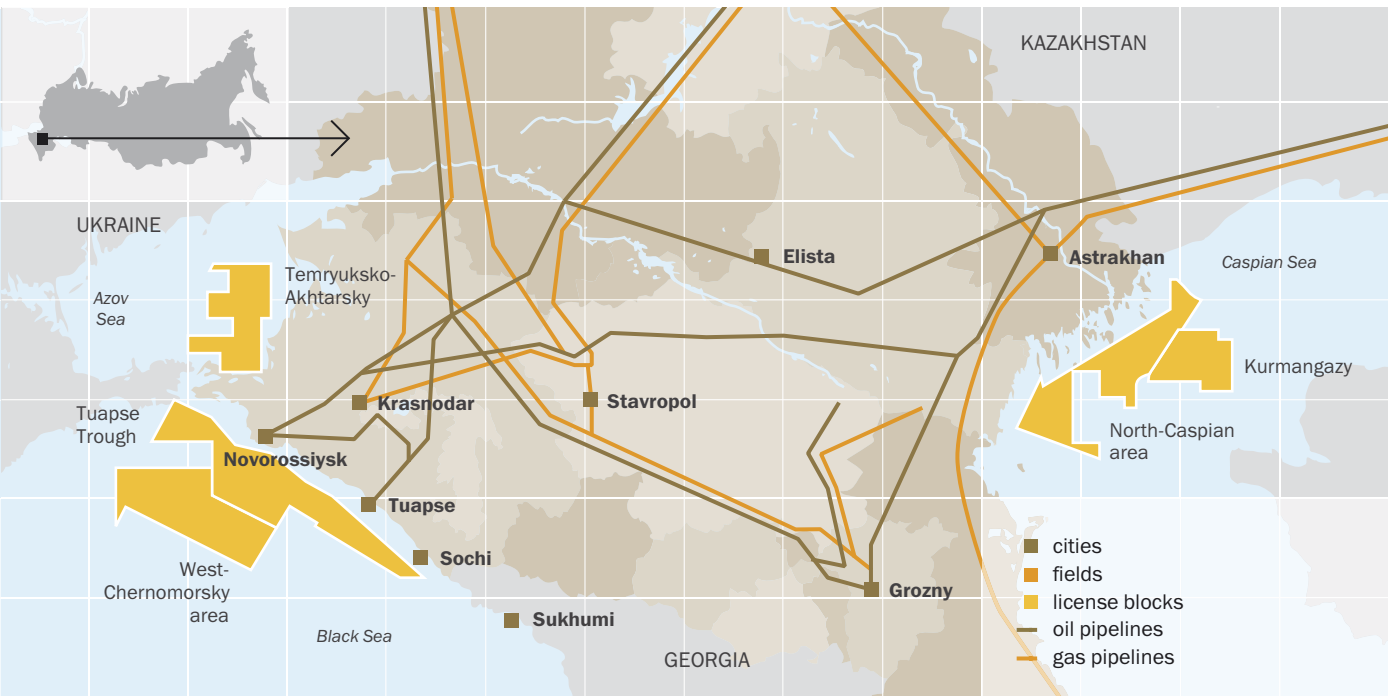 KAZAKHSTAN
UKRAINE
Temryuksko-
Akhtarsky
Azov
Sea
Elista
Astrakhan
Caspian Sea
Kurmangazy
Tuapse
Trough
Krasnodar
Stavropol
North-Caspian
area
Novorossiysk
Tuapse
Sochi
West-
Chernomorsky
area
Sukhumi
Black Sea
Grozny
GEORGIA
cities
fields
license blocks
oil pipelines
gas pipelines